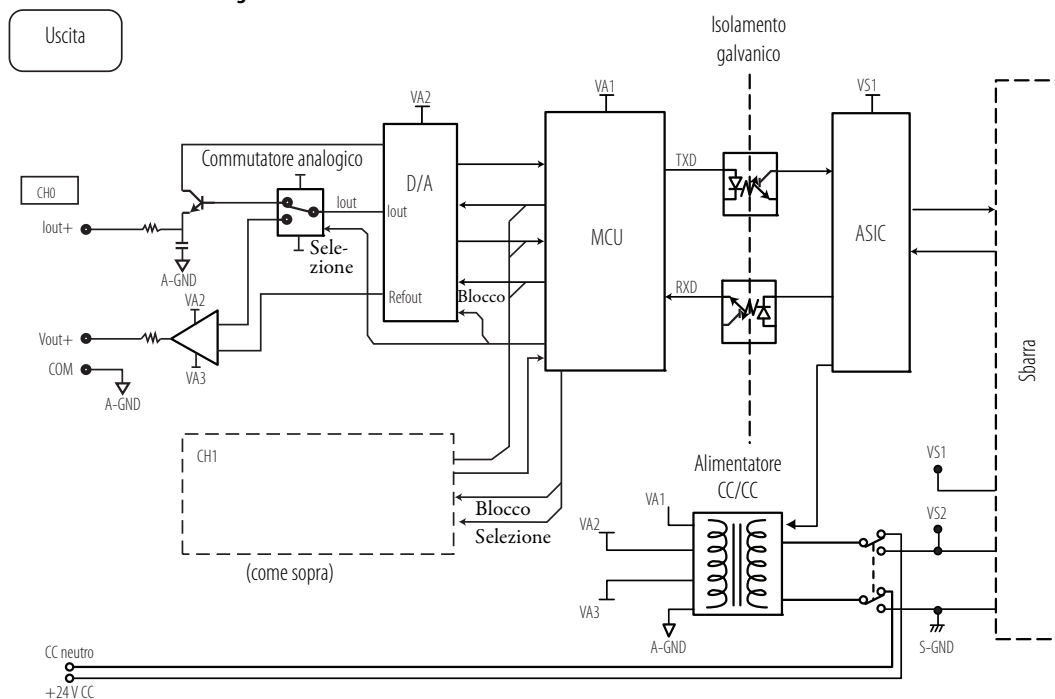 Uscita
Isolamento
galvanico
VA2
VA1
VS1
Commutatore analogico
D/A
TXD
CH0
Iout
Iout
MCU
ASIC
Iout+
Sele-
zione
A-GND
VA2
Refout
Blocco
RXD
Vout+
COM
VA3
A-GND
Sbarra
CH1
Alimentatore
CC/CC
VS1
VA1
Blocco
VA2
VS2
Selezione
(come sopra)
VA3
A-GND
S-GND
CC neutro
+24 V CC